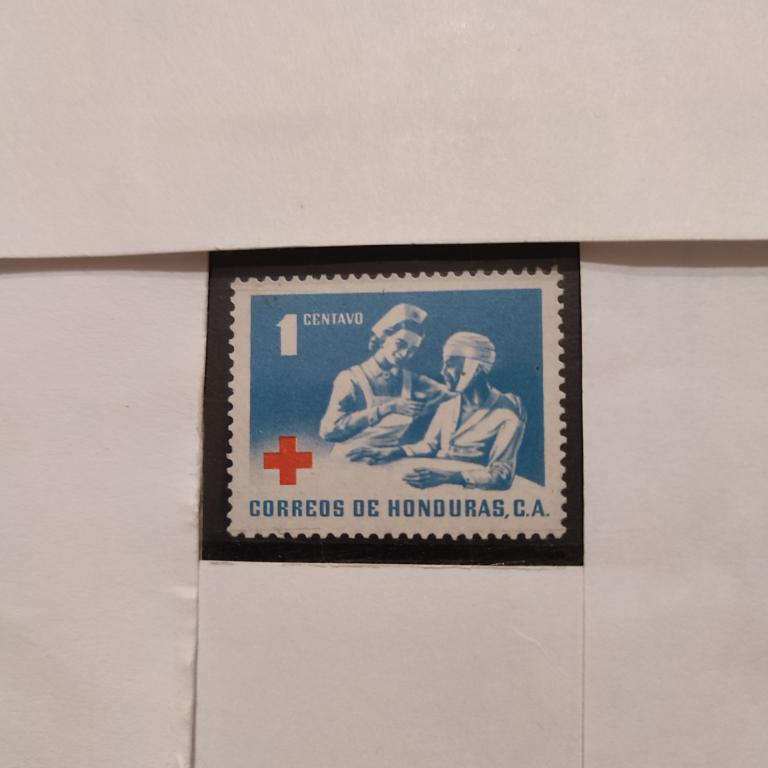 1 CENTAVO
CORREOS DE HONDURAS, C.A.